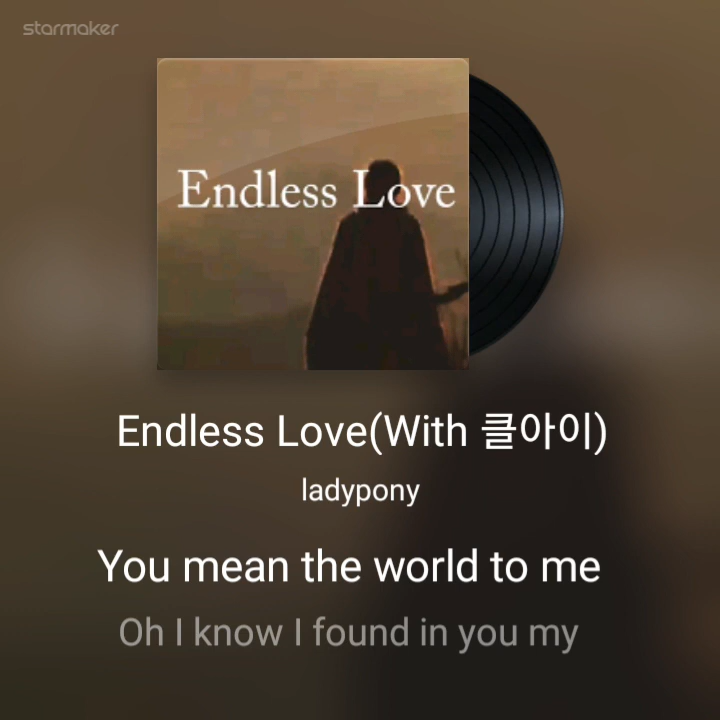 starmaker
Endless Love
Endless Love(With 클아이)
ladypony
You mean the world to me
Oh I know I found in you my